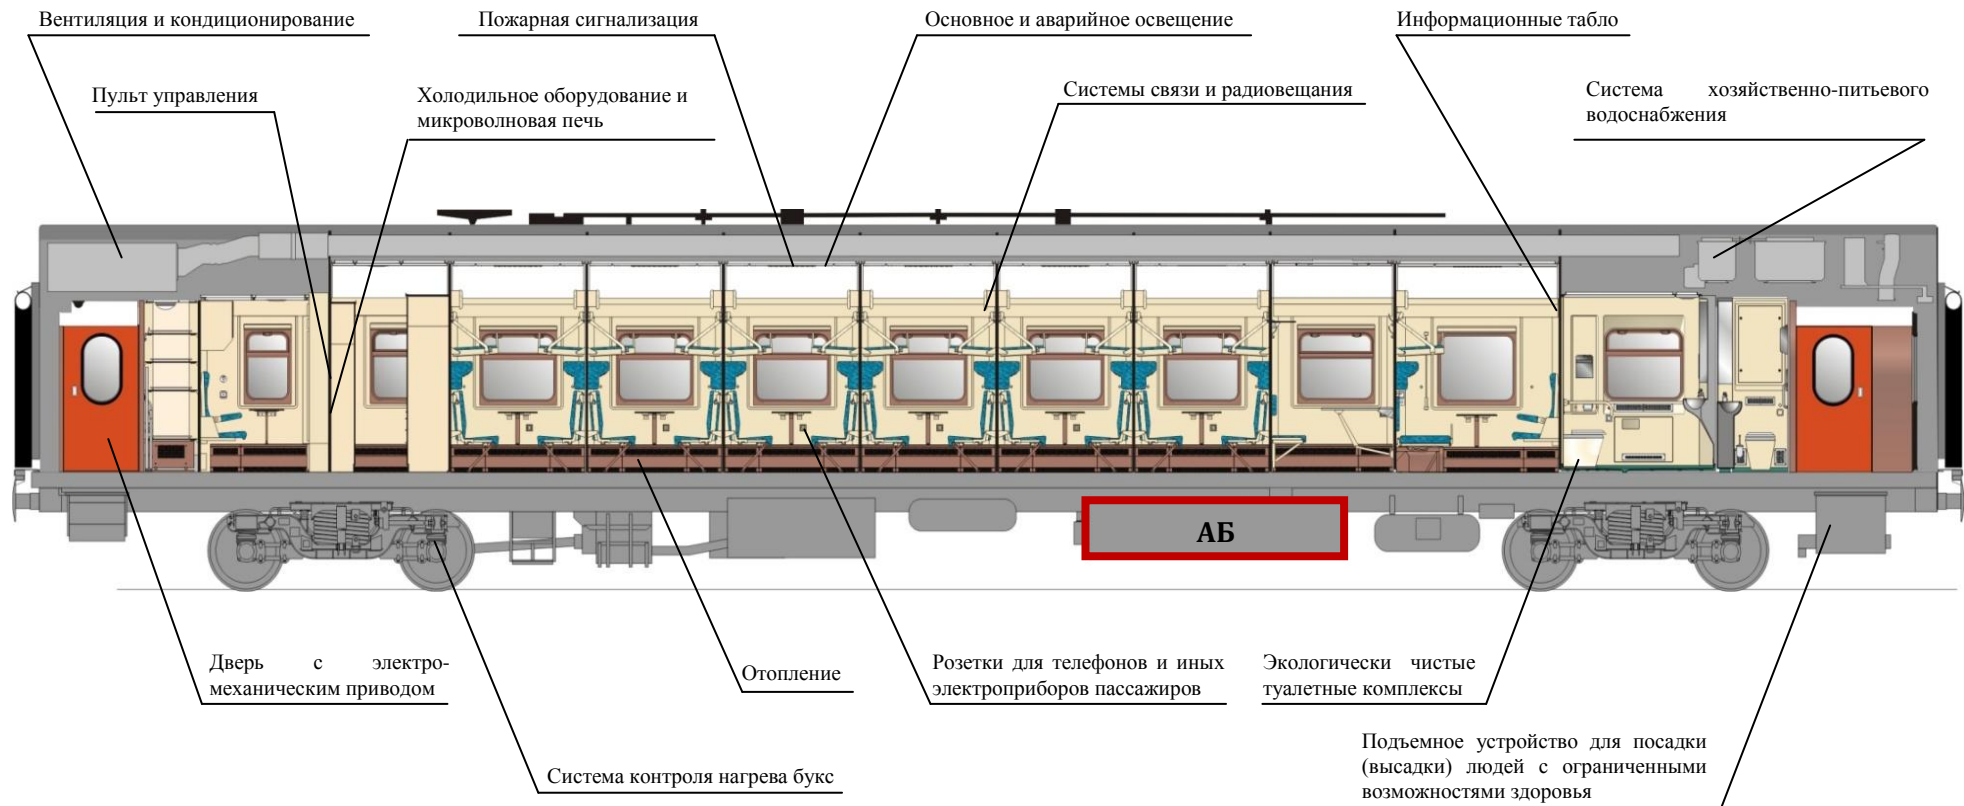 Вентиляция и кондиционирование
Пожарная сигнализация
Основное и аварийное освещение
Информационные табло
Пульт управления
Холодильное оборудование и
микроволновая печь
Системы связи и радиовещания
Система хозяйственно-питьевого
водоснабжения
АБ
Дверь с электро-
механическим приводом
Отопление
Розетки для телефонов и иных
электроприборов пассажиров
Экологически чистые
туалетные комплексы
Система контроля нагрева букс
Подъемное устройство для посадки
(высадки) людей с ограниченными
возможностями здоровья